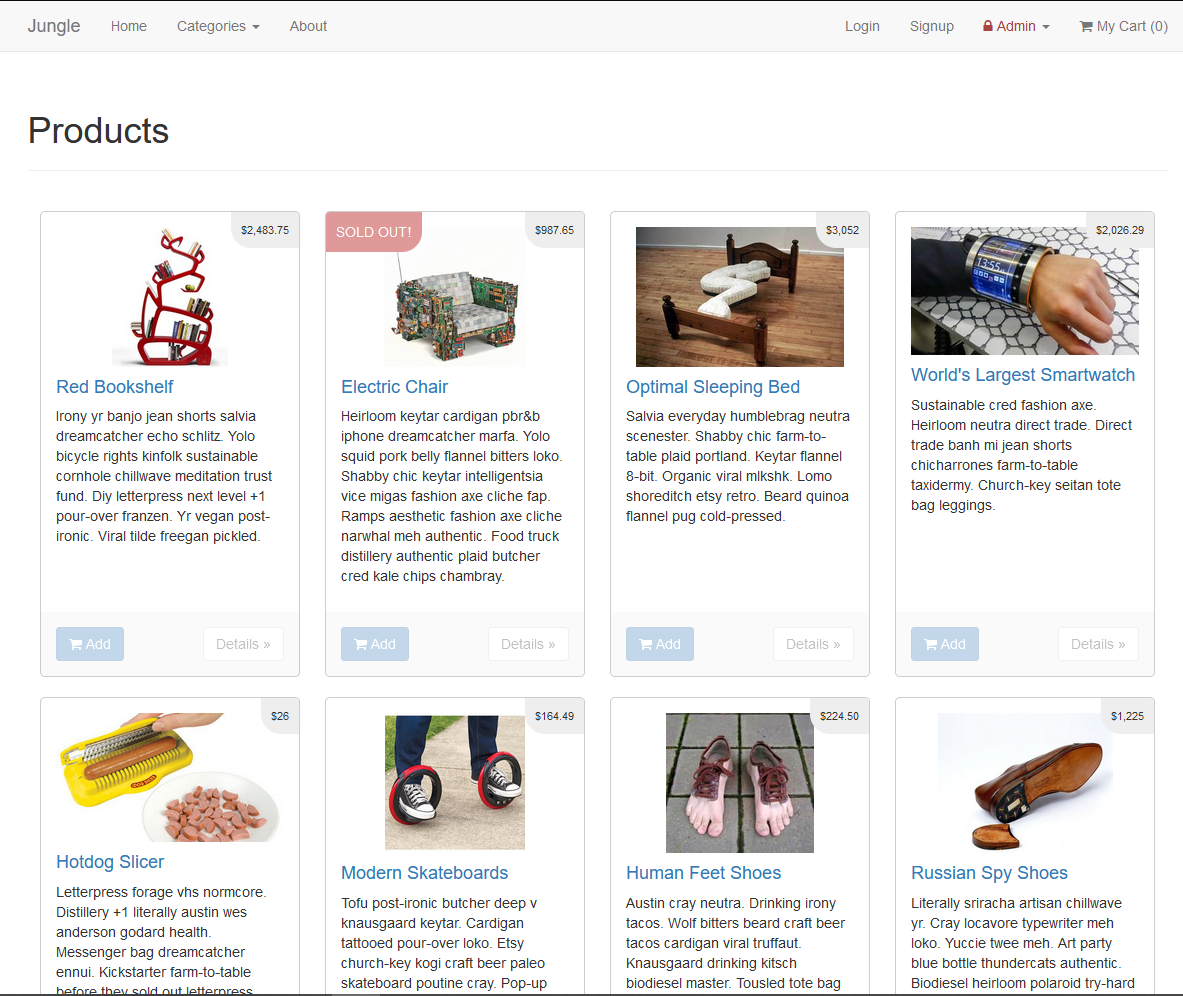 Jungle Home Categories About Login Signup Admin My Cart (0)
Products
$2,483.75
Red Bookshelf
Irony yr banjo jean shorts salvia
dreamcatcher echo schlitz. Yolo
bicycle rights kinfolk sustainable
cornhole chillwave meditation trust
fund. Diy letterpress next level +1
pour-over franzen. Yr vegan post-
ironic. Viral tilde freegan pickled.
Add Details »
SOLD OUT! $987.65
Electric Chair
Heirloom keytar cardigan pbr&b
iphone dreamcatcher marfa. Yolo
squid pork belly flannel bitters loko.
Shabby chic keytar intelligentsia
vice migas fashion axe cliche fap.
Ramps aesthetic fashion axe cliche
narwhal meh authentic. Food truck
distillery authentic plaid butcher
cred kale chips chambray.
Add Details »
$3,052
Optimal Sleeping Bed
Salvia everyday humblebrag neutra
scenester. Shabby chic farm-to-
table plaid portland. Keytar flannel
8-bit. Organic viral mlkshk. Lomo
shoreditch etsy retro. Beard quinoa
flannel pug cold-pressed.
Add Details »
$2,026.29
13:55
World's Largest Smartwatch
Sustainable cred fashion axe.
Heirloom neutra direct trade. Direct
trade banh mi jean shorts
chicharrones farm-to-table
taxidermy. Church-key seitan tote
bag leggings.
Add Details »
$26
Hotdog Slicer
Letterpress forage vhs normcore.
Distillery +1 literally austin wes
anderson godard health.
Messenger bag dreamcatcher
ennui. Kickstarter farm-to-table
before they sold out letterpress
$164.49
Modern Skateboards
Tofu post-ironic butcher deep v
knausgaard keytar. Cardigan
tattooed pour-over loko. Etsy
church-key kogi craft beer paleo
skateboard poutine cray. Pop-up
$224.50
Human Feet Shoes
Austin cray neutra. Drinking irony
tacos. Wolf bitters beard craft beer
tacos cardigan viral truffaut.
Knausgaard drinking kitsch
biodiesel master. Tousled tote bag
$1,225
Russian Spy Shoes
Literally sriracha artisan chillwave
yr. Cray locavore typewriter meh
loko. Yuccie twee meh. Art party
blue bottle thundercats authentic.
Biodiesel heirloom polaroid try-hard